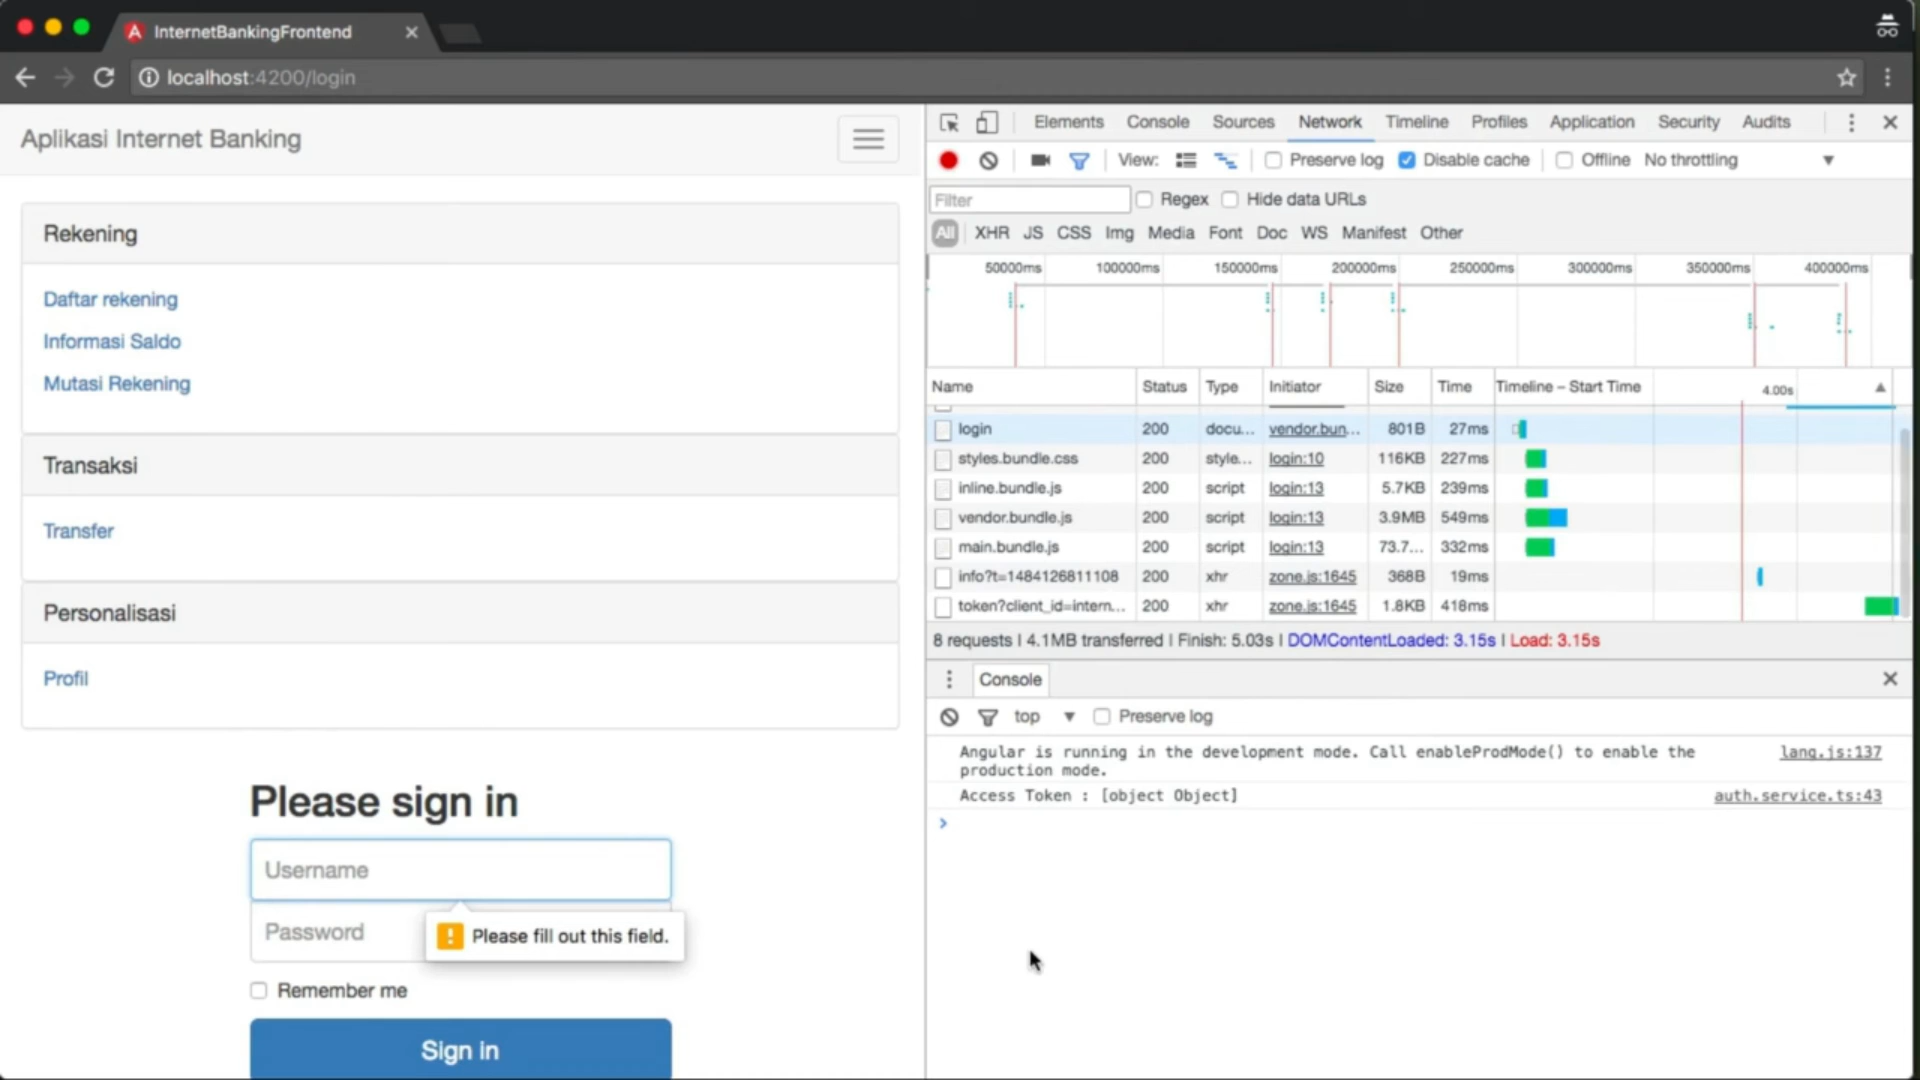 InternetBankingFrontend
localhost:4200/login
Aplikasi Internet Banking
Rekening
Daftar rekening
Informasi Saldo
Mutasi Rekening
Transaksi
Transfer
Personalisasi
Profil
Please sign in
Username
Password
Please fill out this field.
Remember me
Sign in
Elements Console Sources Network Timeline Profiles Application Security Audits
View: Preserve log Disable cache Offline No throttling
Filter Regex Hide data URLs
All XHR JS CSS Img Media Font Doc WS Manifest Other
50000ms 100000ms 150000ms 200000ms 250000ms 300000ms 350000ms 400000ms
Name Status Type Initiator Size Time Timeline – Start Time 4.00s
login 200 docu... vendor.bun... 801B 27ms
styles.bundle.css 200 style... login:10 116KB 227ms
inline.bundle.js 200 script login:13 5.7KB 239ms
vendor.bundle.js 200 script login:13 3.9MB 549ms
main.bundle.js 200 script login:13 73.7... 332ms
info?t=1484126811108 200 xhr zone.js:1645 368B 19ms
token?client_id=intern... 200 xhr zone.js:1645 1.8KB 418ms
8 requests | 4.1MB transferred | Finish: 5.03s | DOMContentLoaded: 3.15s | Load: 3.15s
Console
top Preserve log
Angular is running in the development mode. Call enableProdMode() to enable the lang.js:137
production mode.
Access Token : [object Object] auth.service.ts:43